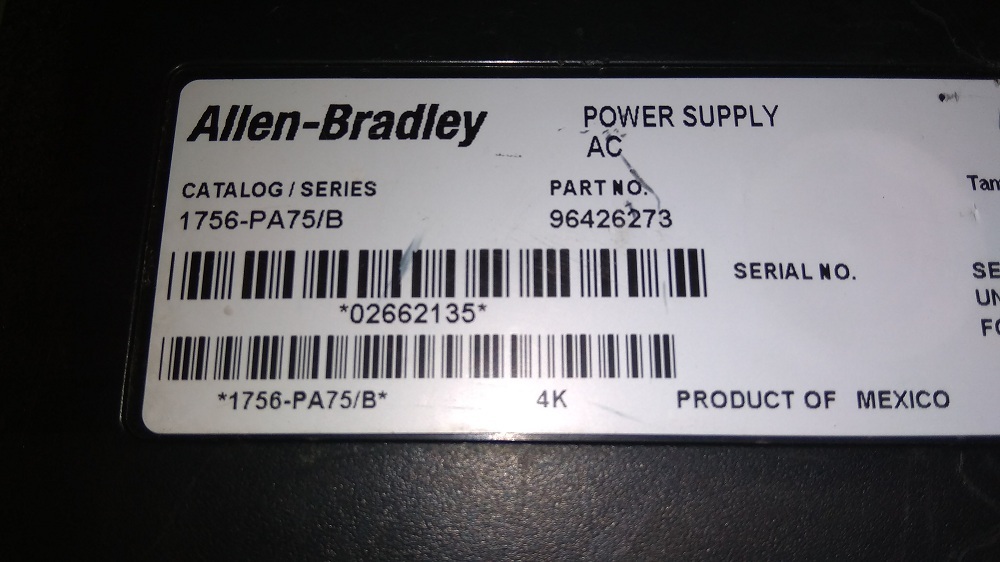 Allen-Bradley
POWER SUPPLY
AC
CATALOG / SERIES
PART NO.
1756-PA75/B
96426273
SERIAL NO.
*02662135*
*1756-PA75/B*
4K
PRODUCT OF MEXICO